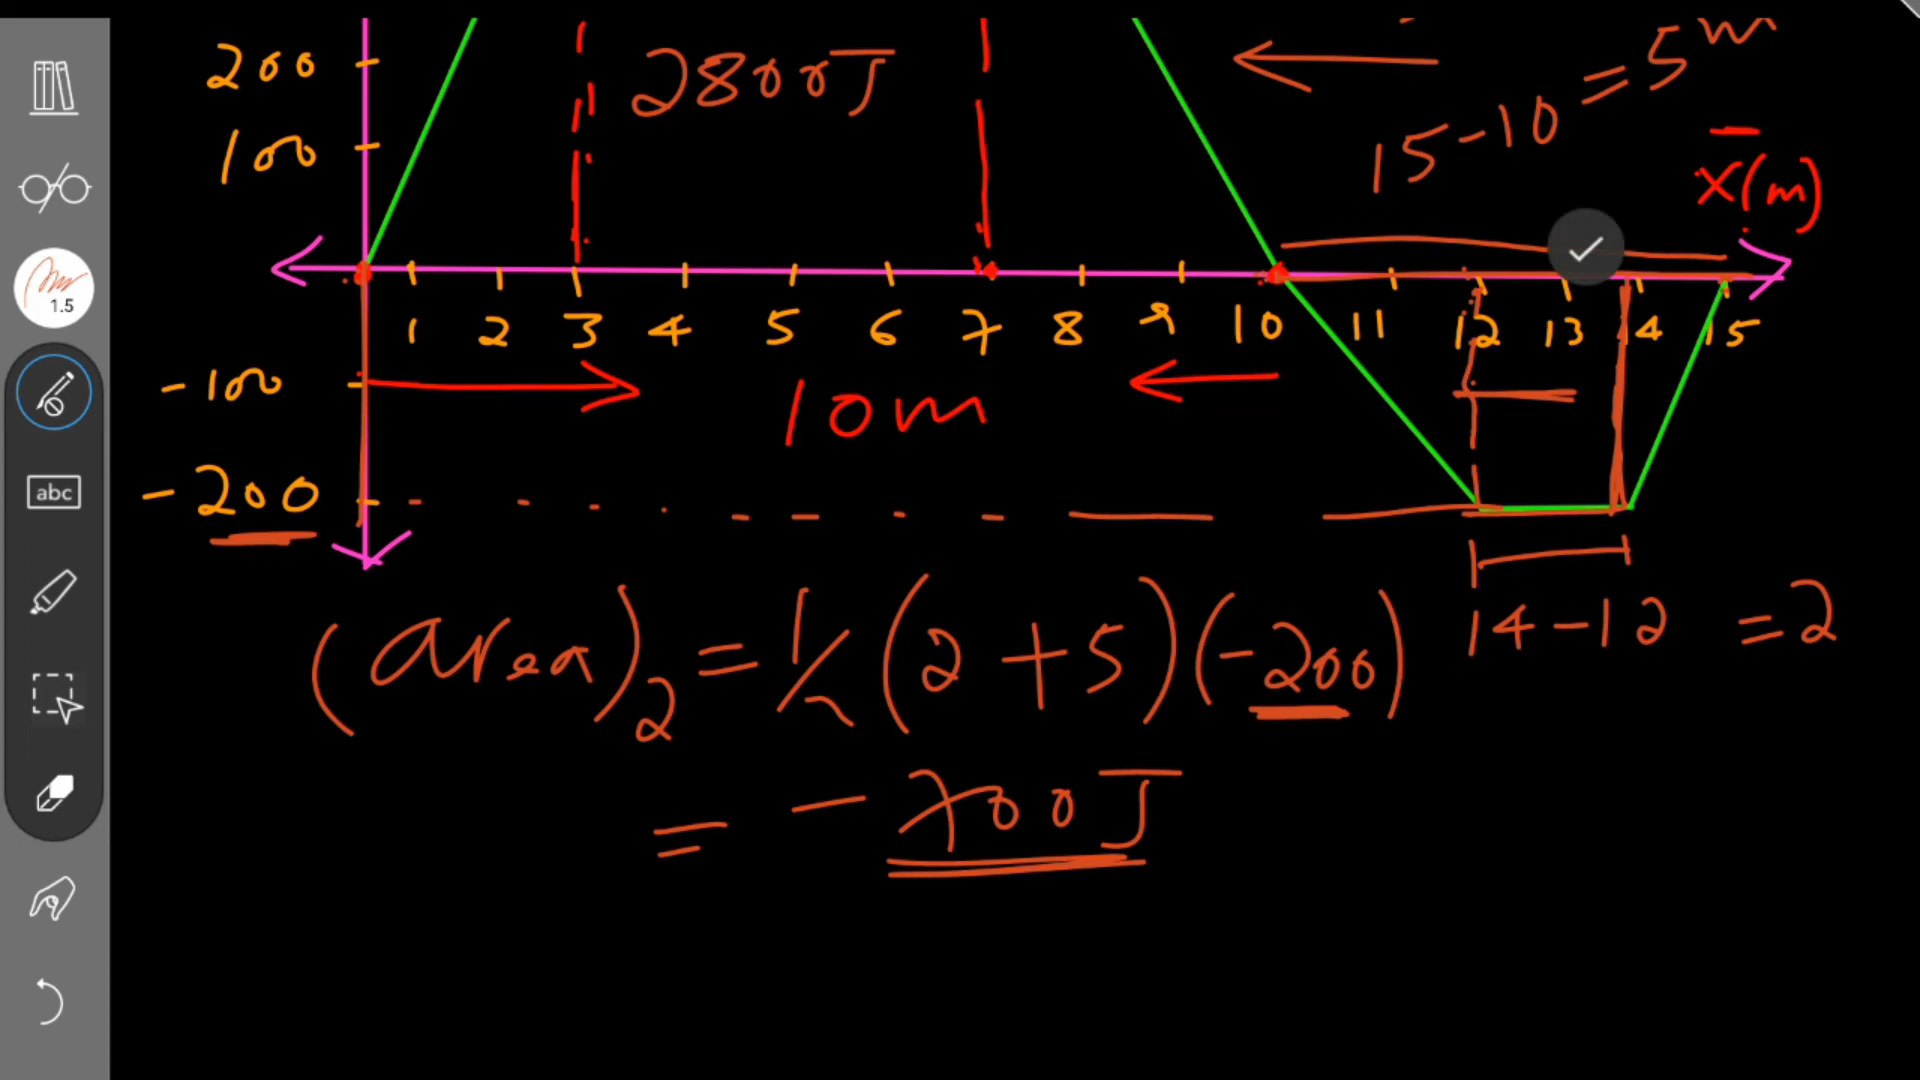 200
2800J
= 5m
100
15-10
x(m)
1 2 3 4 5 6 7 8 9 10 11 12 13 14 15
1.5
-100
10m
-200
abc
(area)2 = 1/2 (2+5)(-200)
14-12 = 2
= -700J